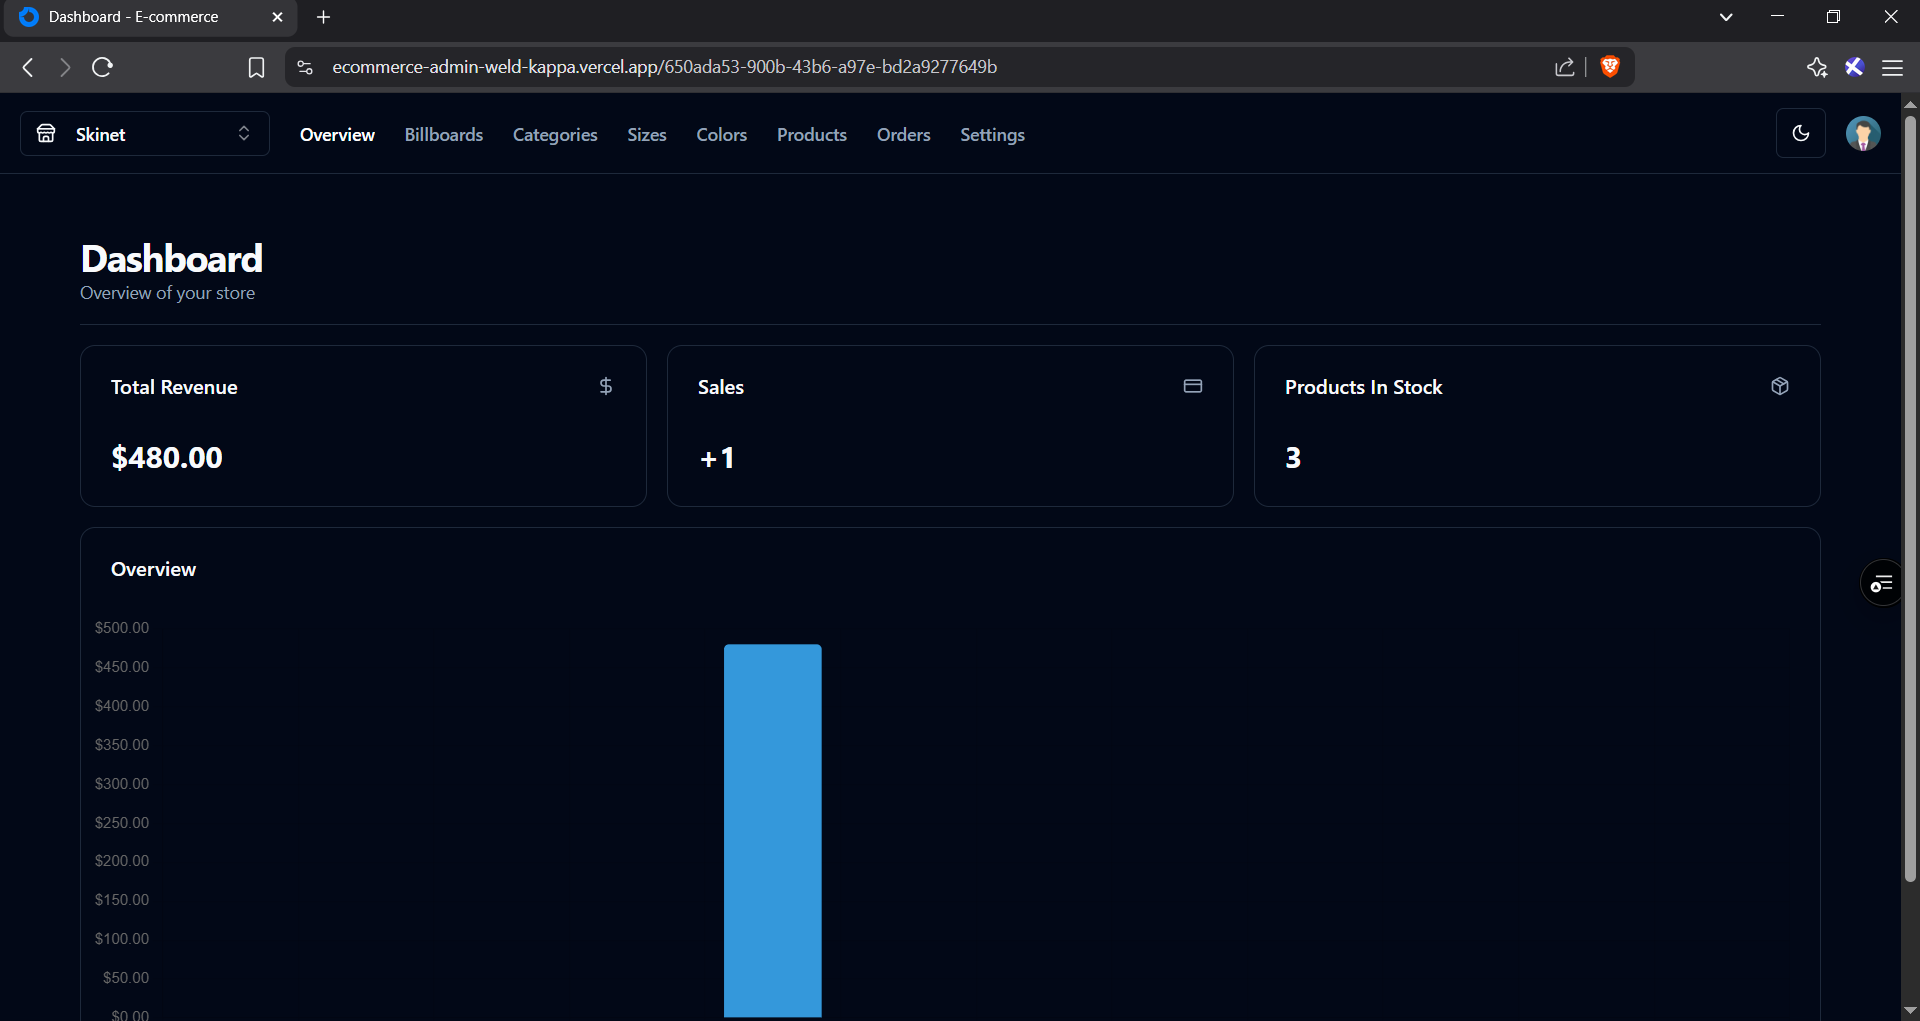 Dashboard - E-commerce
ecommerce-admin-weld-kappa.vercel.app/650ada53-900b-43b6-a97e-bd2a9277649b
Skinet
Overview
Billboards
Categories
Sizes
Colors
Products
Orders
Settings
Dashboard
Overview of your store
Total Revenue
$
$480.00
Sales
+1
Products In Stock
3
Overview
$500.00
$450.00
$400.00
$350.00
$300.00
$250.00
$200.00
$150.00
$100.00
$50.00
$0.00